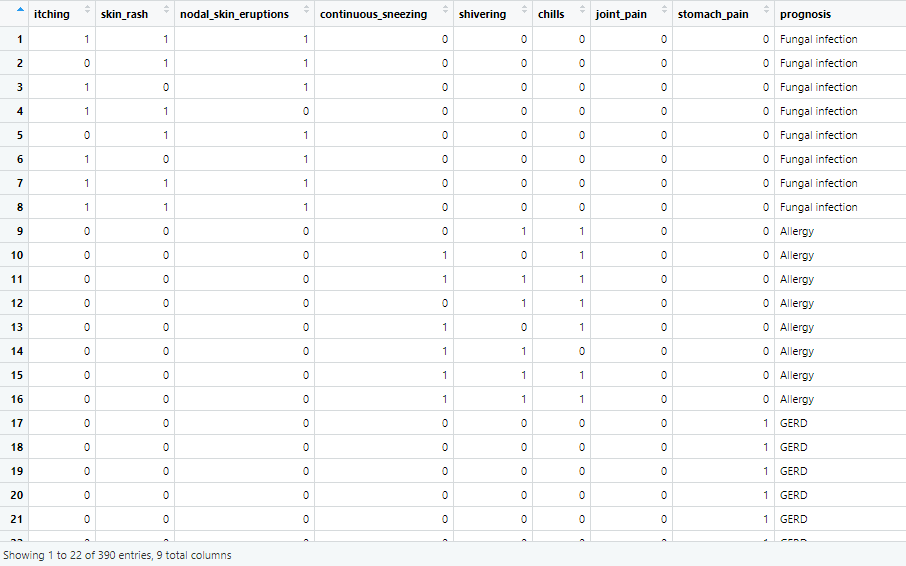 itching skin_rash nodal_skin_eruptions continuous_sneezing shivering chills joint_pain stomach_pain prognosis
1 1 1 1 0 0 0 0 0 Fungal infection
2 0 1 1 0 0 0 0 0 Fungal infection
3 1 0 1 0 0 0 0 0 Fungal infection
4 1 1 0 0 0 0 0 0 Fungal infection
5 0 1 1 0 0 0 0 0 Fungal infection
6 1 0 1 0 0 0 0 0 Fungal infection
7 1 1 1 0 0 0 0 0 Fungal infection
8 1 1 1 0 0 0 0 0 Fungal infection
9 0 0 0 0 1 1 0 0 Allergy
10 0 0 0 1 0 1 0 0 Allergy
11 0 0 0 1 1 1 0 0 Allergy
12 0 0 0 0 1 1 0 0 Allergy
13 0 0 0 1 0 1 0 0 Allergy
14 0 0 0 1 1 0 0 0 Allergy
15 0 0 0 1 1 1 0 0 Allergy
16 0 0 0 1 1 1 0 0 Allergy
17 0 0 0 0 0 0 0 1 GERD
18 0 0 0 0 0 0 0 1 GERD
19 0 0 0 0 0 0 0 1 GERD
20 0 0 0 0 0 0 0 1 GERD
21 0 0 0 0 0 0 0 1 GERD
Showing 1 to 22 of 390 entries, 9 total columns